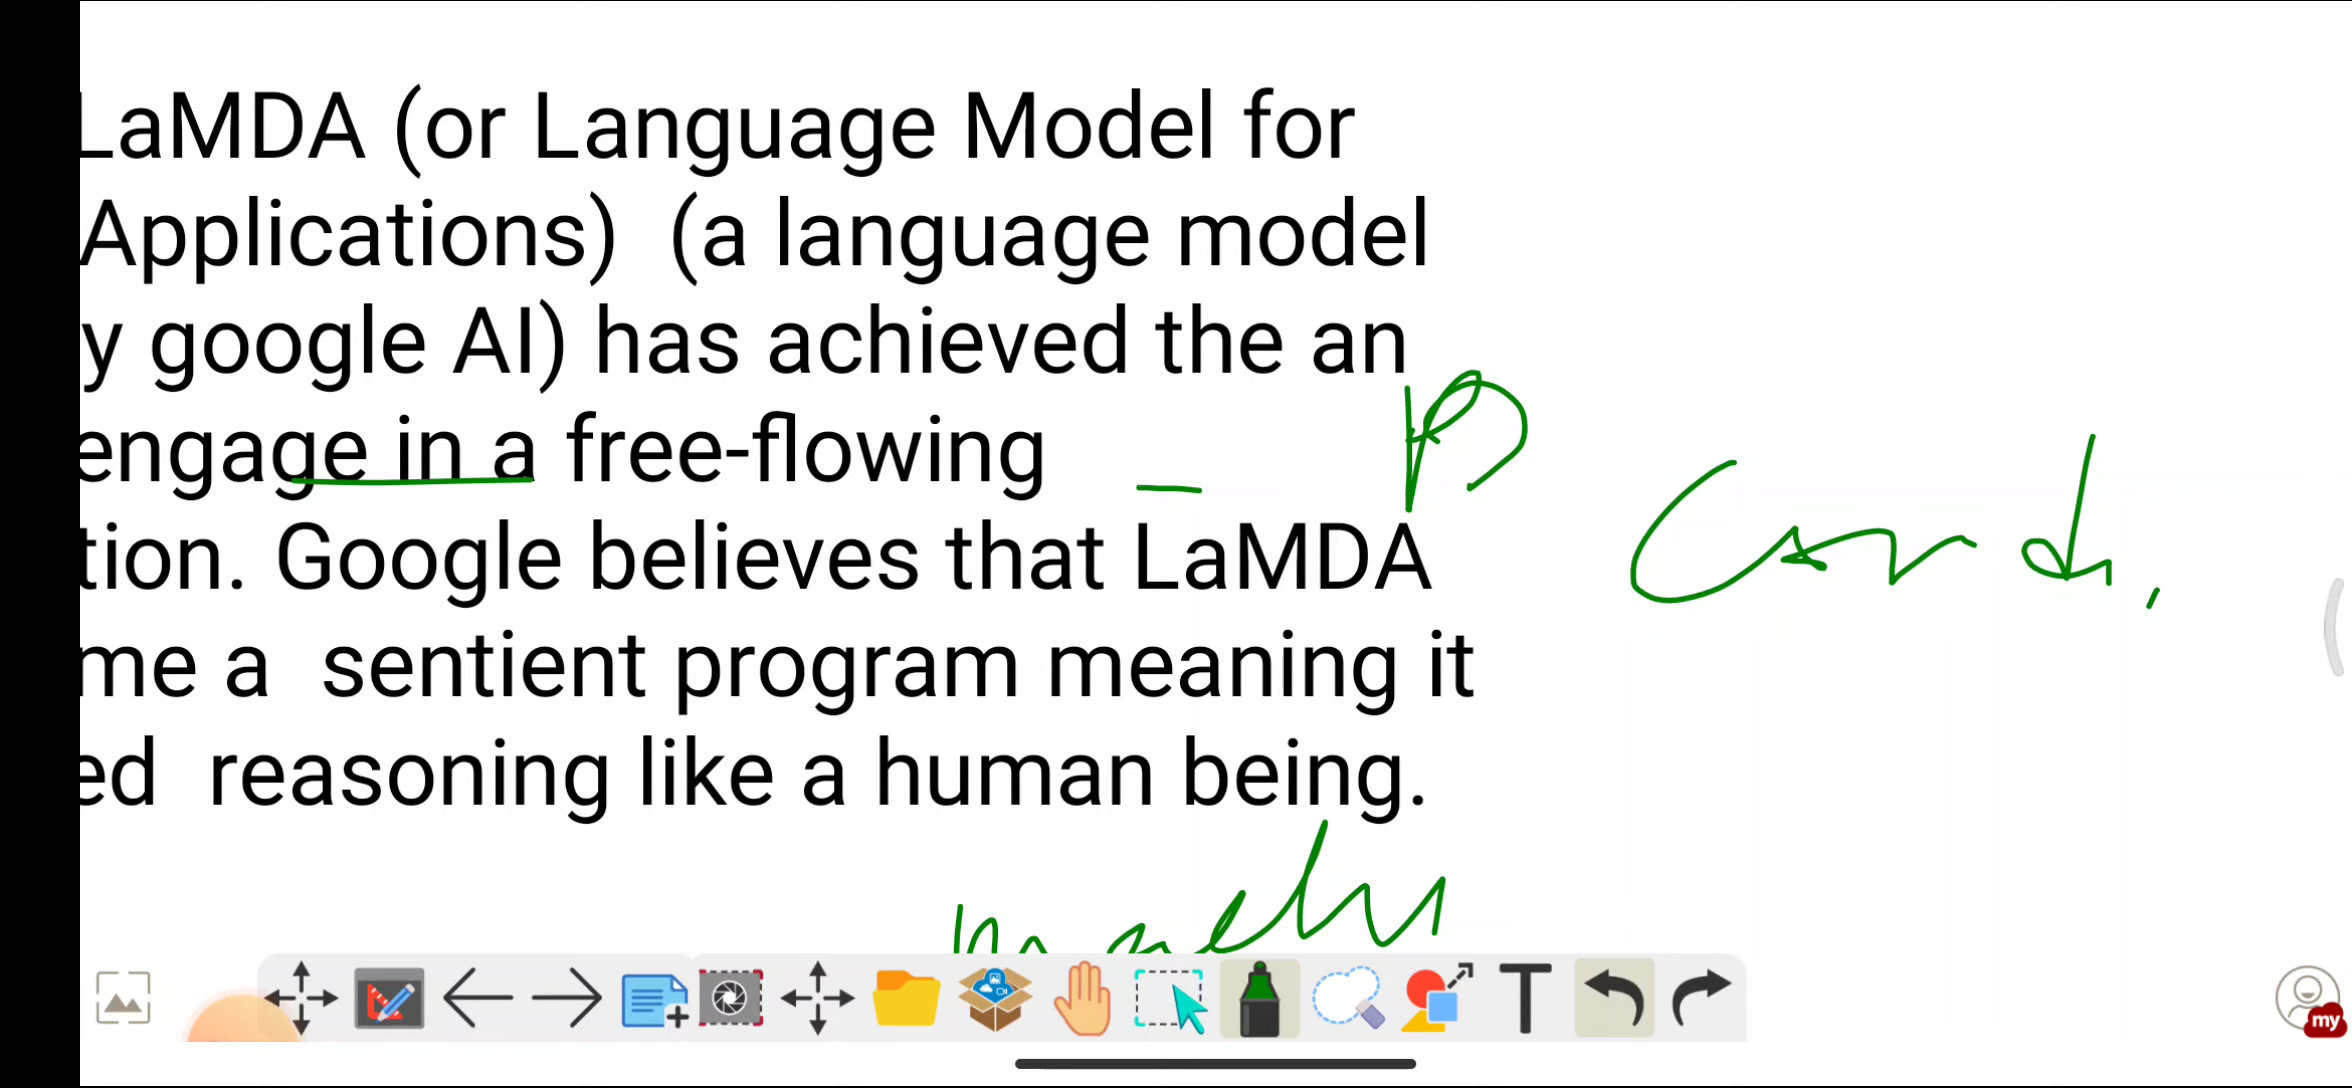 LaMDA (or Language Model for
Applications) (a language model
y google AI) has achieved the an
engage in a free-flowing
tion. Google believes that LaMDA
me a sentient program meaning it
ed reasoning like a human being.
T
my